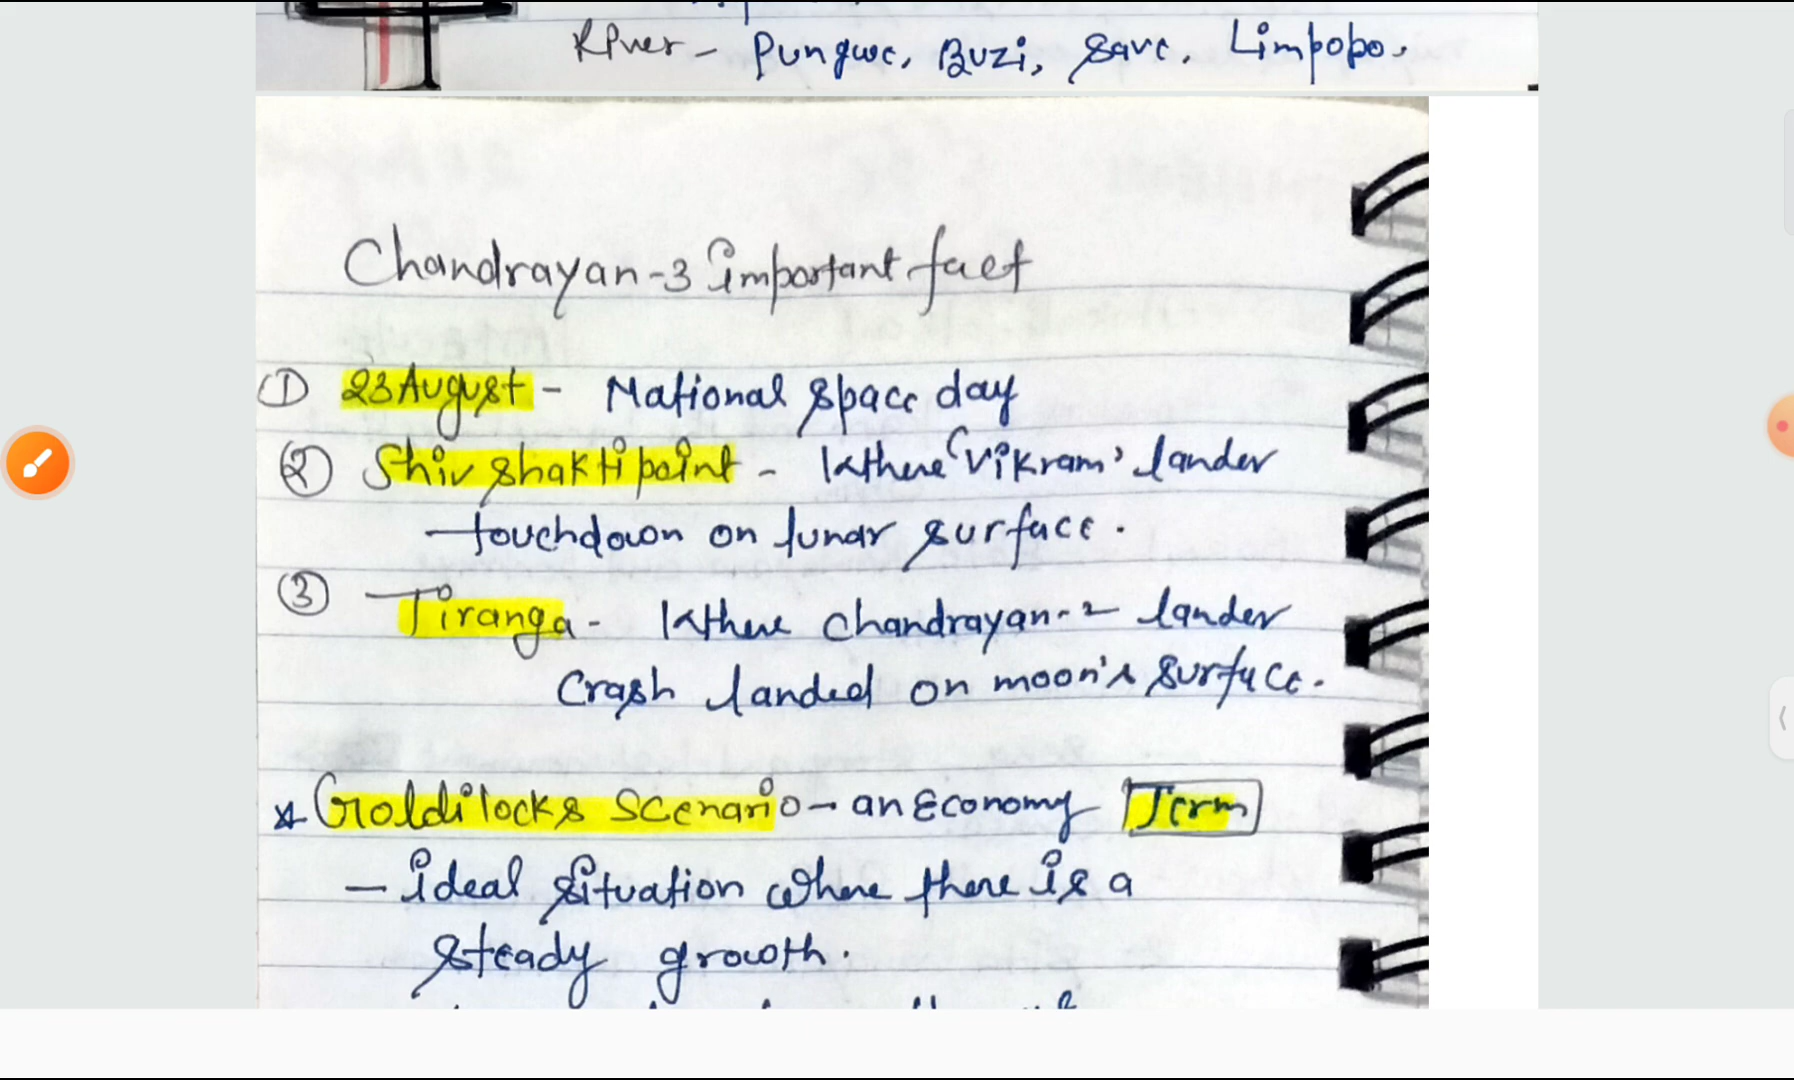 River - Pungwe, Buzi, Save, Limpopo.
Chandrayan-3 important fact
① 23 August - National space day
② Shiv shakti point - Where 'Vikram' lander
touchdown on lunar surface.
③ Tiranga - Where chandrayan-2 lander
Crash landed on moon's surface.
* Goldilocks Scenario - an Economy Term
- ideal situation where there is a
steady growth.